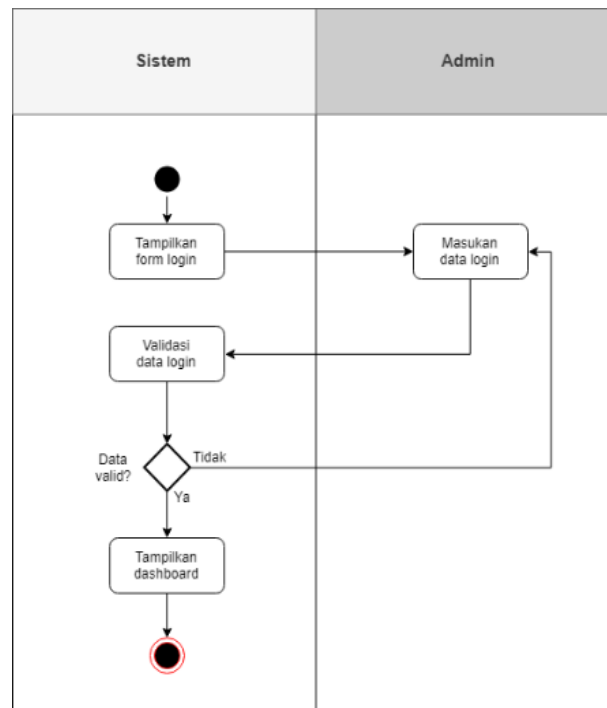 Sistem
Admin
Tampilkan
form login
Masukan
data login
Validasi
data login
Data
valid?
Tidak
Ya
Tampilkan
dashboard